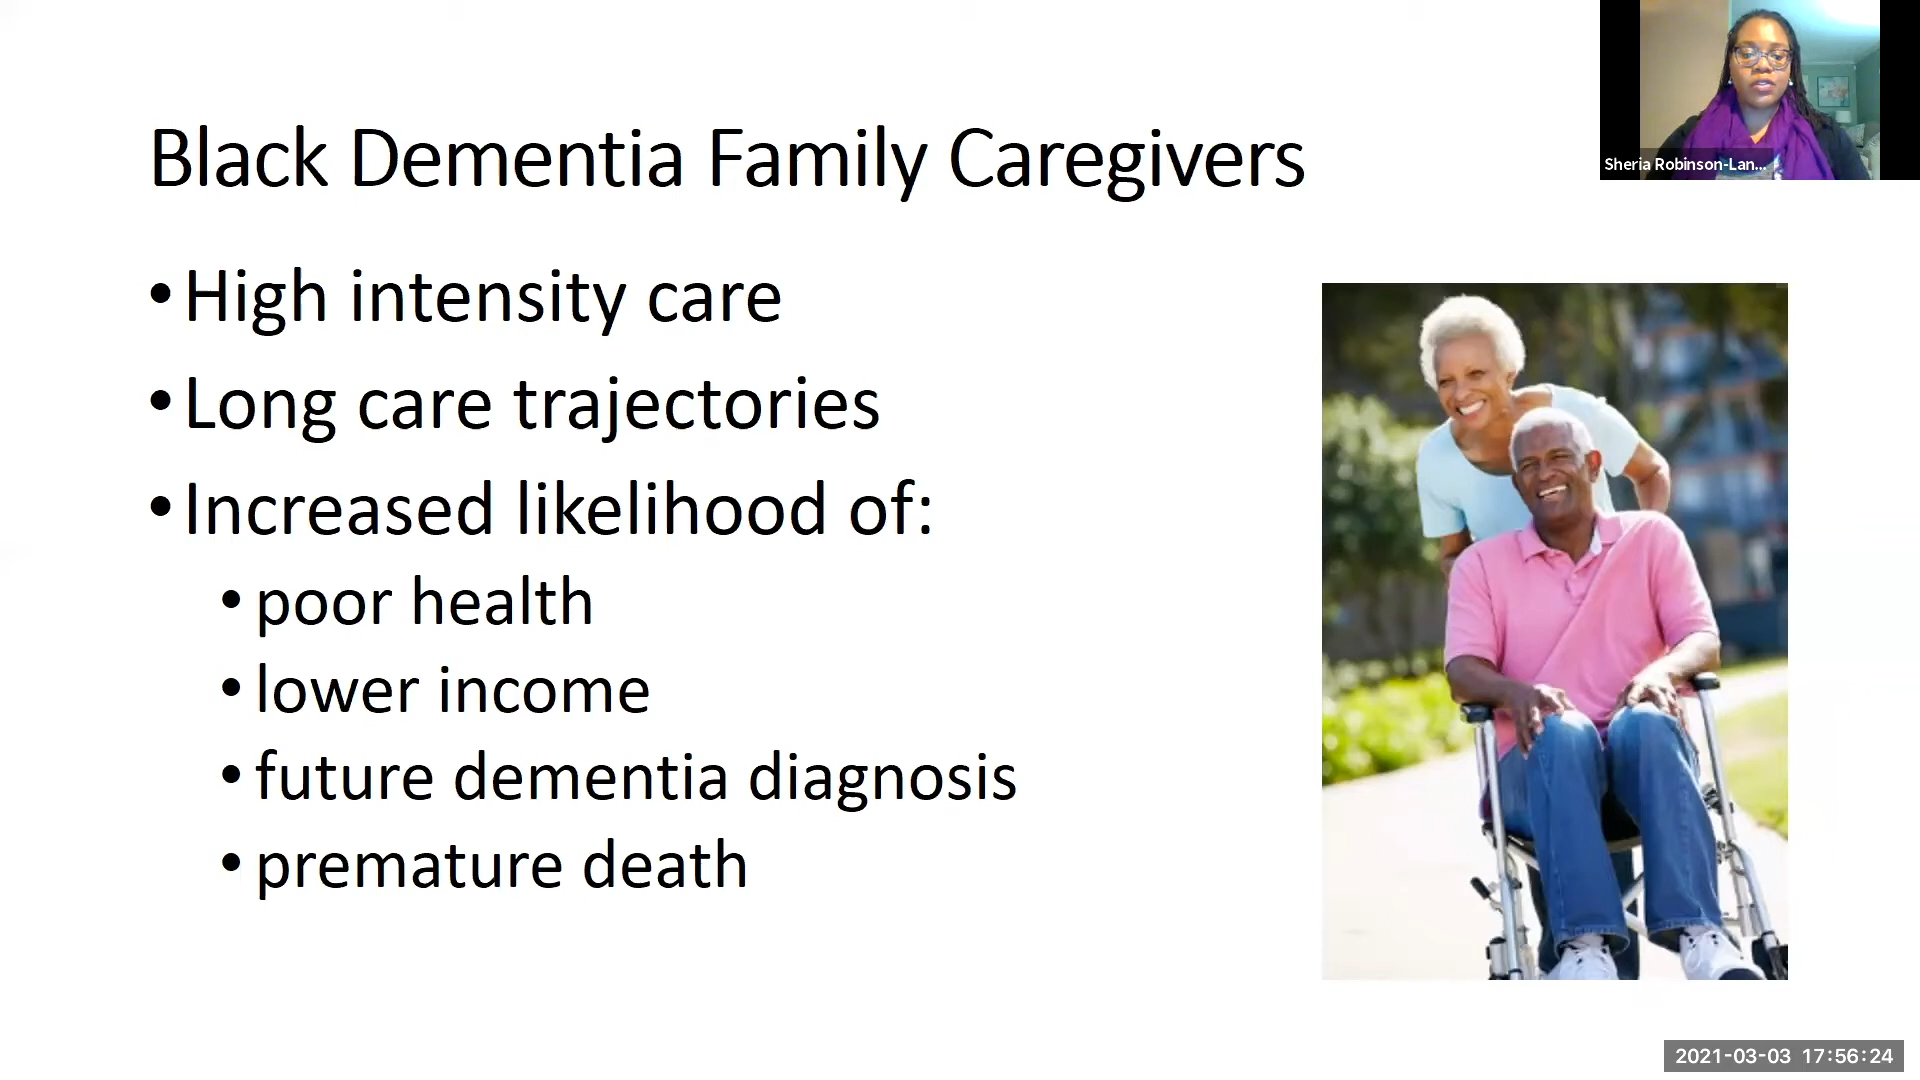 Sheria Robinson-Lan...
Black Dementia Family Caregivers
•High intensity care
•Long care trajectories
•Increased likelihood of:
•poor health
•lower income
•future dementia diagnosis
•premature death
2021-03-03 17:56:24